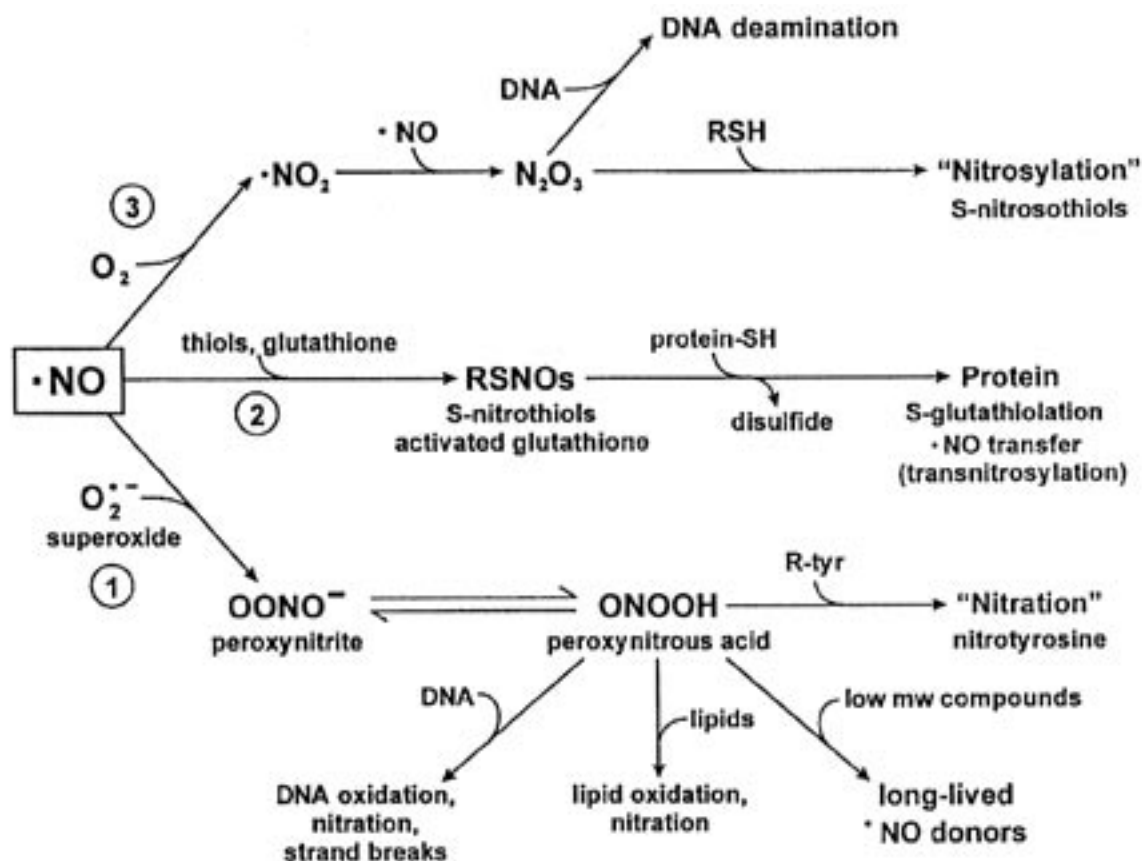 DNA deamination
DNA
• NO
RSH
•NO₂
N₂O₃
“Nitrosylation”
S-nitrosothiols
3
O₂
thiols, glutathione
protein-SH
•NO
RSNOs
Protein
2
S-nitrothiols
activated glutathione
disulfide
S-glutathiolation
•NO transfer
(transnitrosylation)
O₂•−
superoxide
1
R-tyr
OONO−
ONOOH
“Nitration”
peroxynitrite
peroxynitrous acid
nitrotyrosine
DNA
lipids
low mw compounds
DNA oxidation,
nitration,
strand breaks
lipid oxidation,
nitration
long-lived
•NO donors